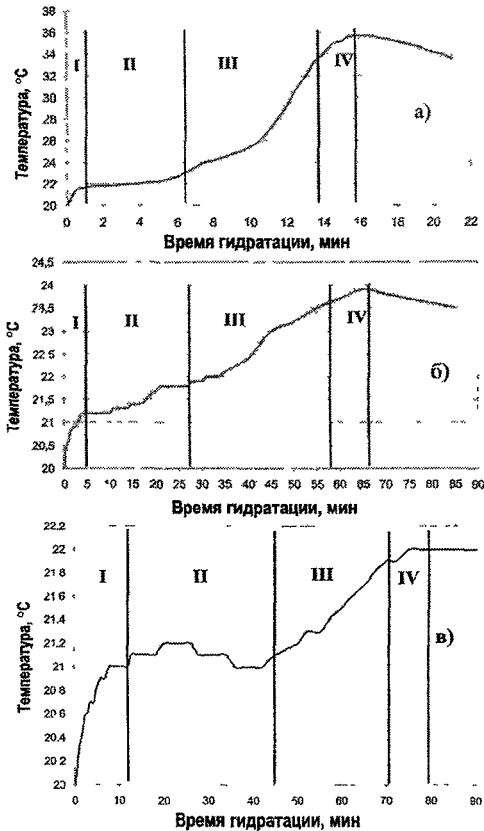 38
36
34
32
30
28
26
24
22
20
Температура, °C
I
II
III
IV
а)
0 2 4 6 8 10 12 14 16 18 20 22
Время гидратации, мин
24,5
24
23,5
23
22,5
22
21,5
21
20,5
20
Температура, °C
I
II
III
IV
б)
0 5 10 15 20 25 30 35 40 45 50 55 60 65 70 75 80 85 90
Время гидратации, мин
22.2
22
21 8
21 6
21.4
21.2
21
20.8
20.6
20.4
20 2
20
Температура, °C
I
II
III
IV
в)
0 10 20 30 40 50 60 70 80 90
Время гидратации, мин